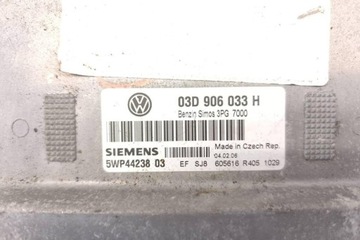 03D 906 033 H
Benzin Simos 3PG 7000
Made in Czech Rep.
SIEMENS
04.02.06
5WP44238 03
EF SJ8 605616 R405 1029